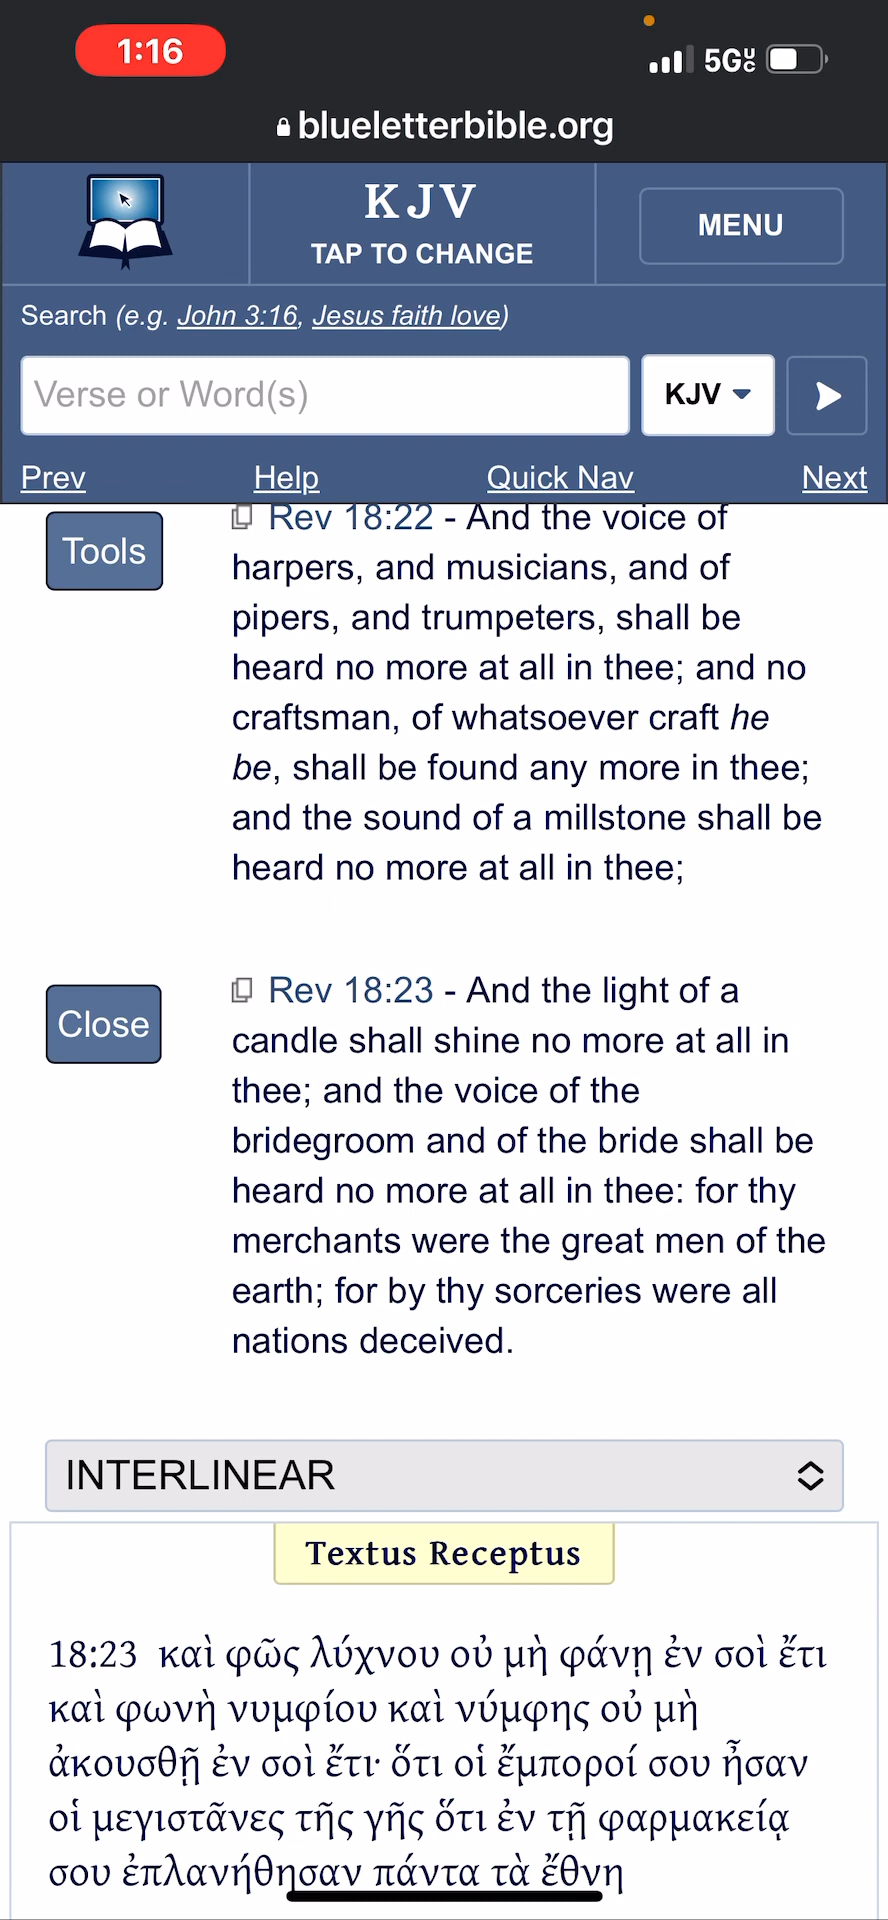 1:16
5G
blueletterbible.org
KJV
TAP TO CHANGE
MENU
Search (e.g. John 3:16, Jesus faith love)
Verse or Word(s)
KJV
Prev Help Quick Nav Next
Tools
Rev 18:22 - And the voice of
harpers, and musicians, and of
pipers, and trumpeters, shall be
heard no more at all in thee; and no
craftsman, of whatsoever craft he
be, shall be found any more in thee;
and the sound of a millstone shall be
heard no more at all in thee;
Close
Rev 18:23 - And the light of a
candle shall shine no more at all in
thee; and the voice of the
bridegroom and of the bride shall be
heard no more at all in thee: for thy
merchants were the great men of the
earth; for by thy sorceries were all
nations deceived.
INTERLINEAR
Textus Receptus
18:23 καὶ φῶς λύχνου οὐ μὴ φάνῃ ἐν σοὶ ἔτι
καὶ φωνὴ νυμφίου καὶ νύμφης οὐ μὴ
ἀκουσθῇ ἐν σοὶ ἔτι· ὅτι οἱ ἔμποροί σου ἦσαν
οἱ μεγιστᾶνες τῆς γῆς ὅτι ἐν τῇ φαρμακείᾳ
σου ἐπλανήθησαν πάντα τὰ ἔθνη